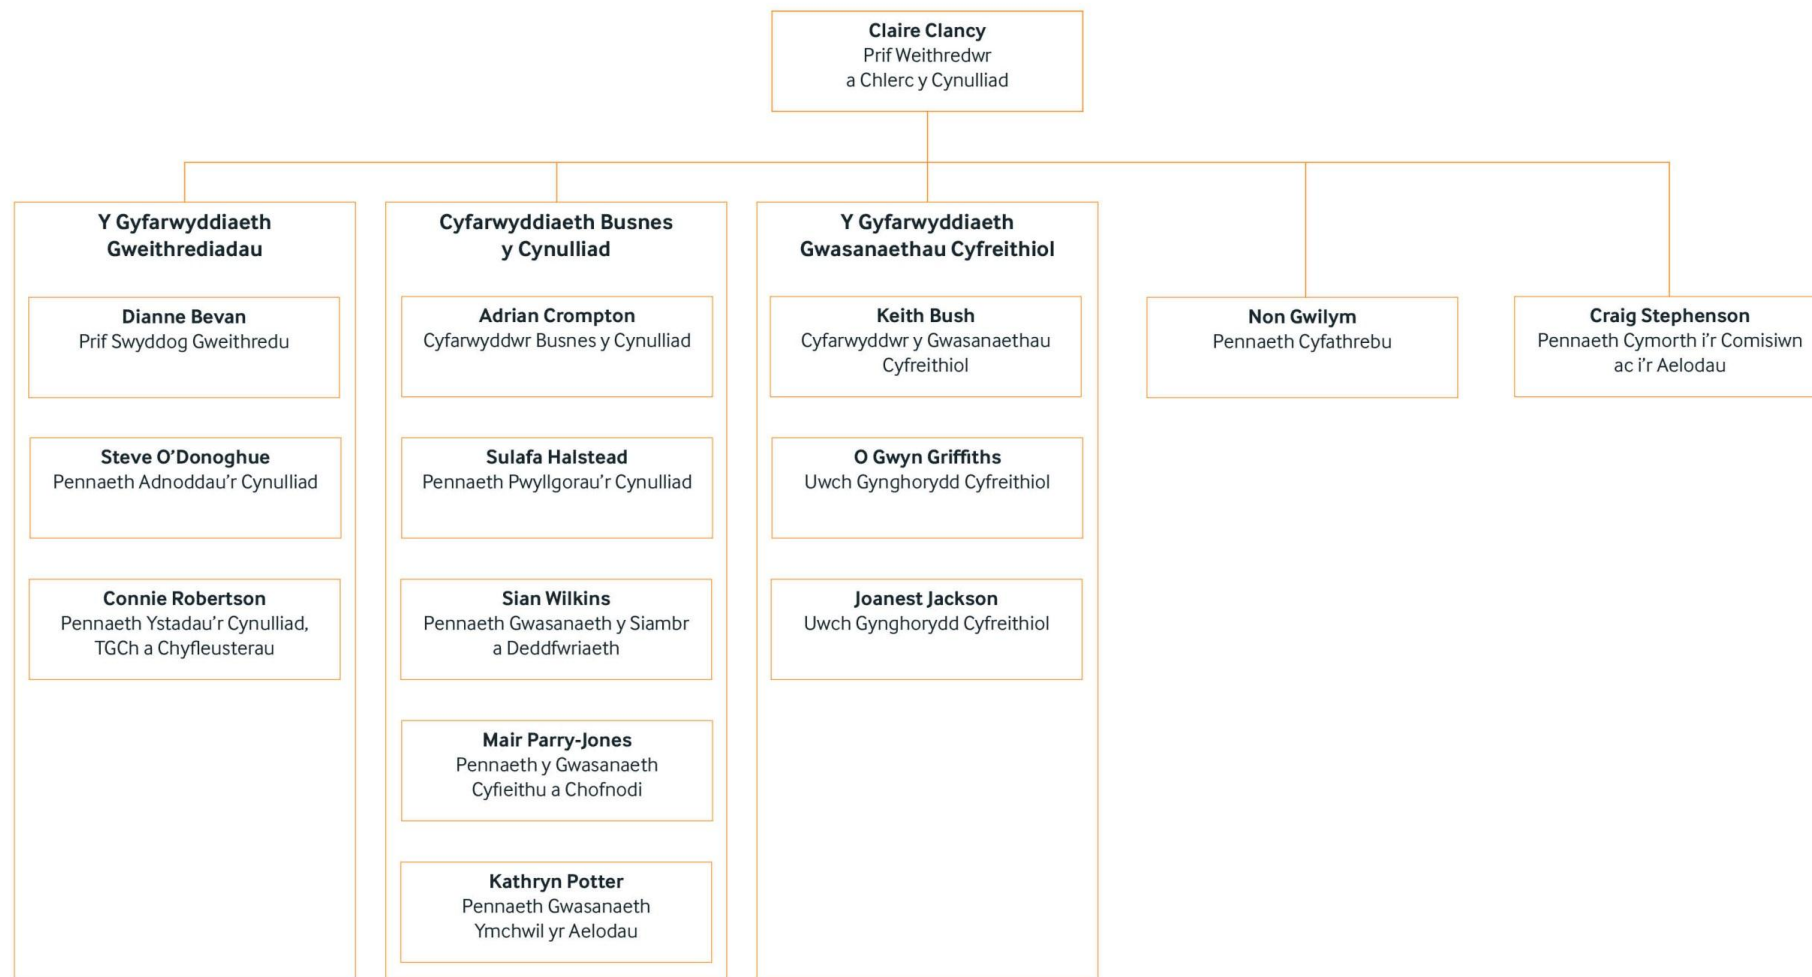 Claire Clancy
Prif Weithredwr
a Chlerc y Cynulliad
Y Gyfarwyddiaeth
Gweithrediadau
Dianne Bevan
Prif Swyddog Gweithredu
Steve O’Donoghue
Pennaeth Adnoddau’r Cynulliad
Connie Robertson
Pennaeth Ystadau’r Cynulliad,
TGCh a Chyfleusterau
Cyfarwyddiaeth Busnes
y Cynulliad
Adrian Crompton
Cyfarwyddwr Busnes y Cynulliad
Sulafa Halstead
Pennaeth Pwyllgorau’r Cynulliad
Sian Wilkins
Pennaeth Gwasanaeth y Siambr
a Deddfwriaeth
Mair Parry-Jones
Pennaeth y Gwasanaeth
Cyfieithu a Chofnodi
Kathryn Potter
Pennaeth Gwasanaeth
Ymchwil yr Aelodau
Y Gyfarwyddiaeth
Gwasanaethau Cyfreithiol
Keith Bush
Cyfarwyddwr y Gwasanaethau
Cyfreithiol
O Gwyn Griffiths
Uwch Gynghorydd Cyfreithiol
Joanest Jackson
Uwch Gynghorydd Cyfreithiol
Non Gwilym
Pennaeth Cyfathrebu
Craig Stephenson
Pennaeth Cymorth i’r Comisiwn
ac i’r Aelodau